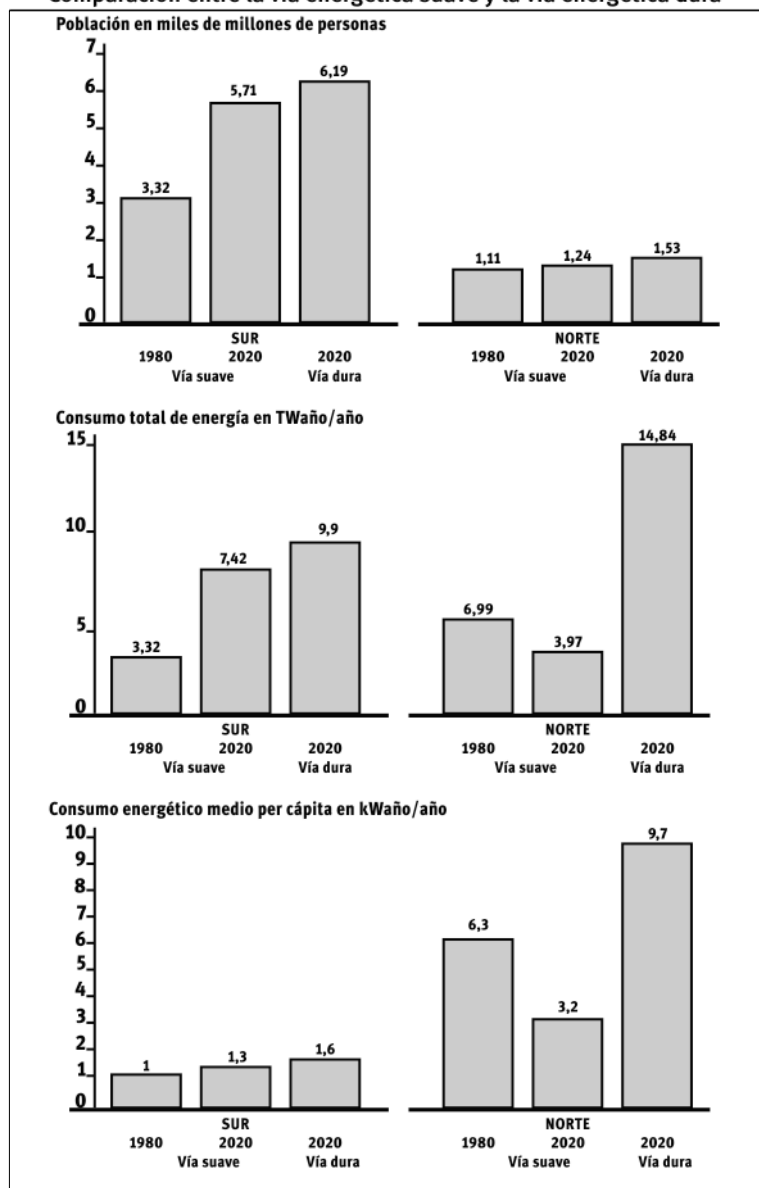 Comparación entre la vía energética suave y la vía energética dura
Población en miles de millones de personas
7
6
5
4
3
2
1
0
3,32
5,71
6,19
1,11
1,24
1,53
SUR
NORTE
1980
2020
2020
1980
2020
2020
Vía suave
Vía dura
Vía suave
Vía dura
Consumo total de energía en TWaño/año
15
10
5
0
3,32
7,42
9,9
6,99
3,97
14,84
SUR
NORTE
1980
2020
2020
1980
2020
2020
Vía suave
Vía dura
Vía suave
Vía dura
Consumo energético medio per cápita en kWaño/año
10
9
8
7
6
5
4
3
2
1
0
1
1,3
1,6
6,3
3,2
9,7
SUR
NORTE
1980
2020
2020
1980
2020
2020
Vía suave
Vía dura
Vía suave
Vía dura